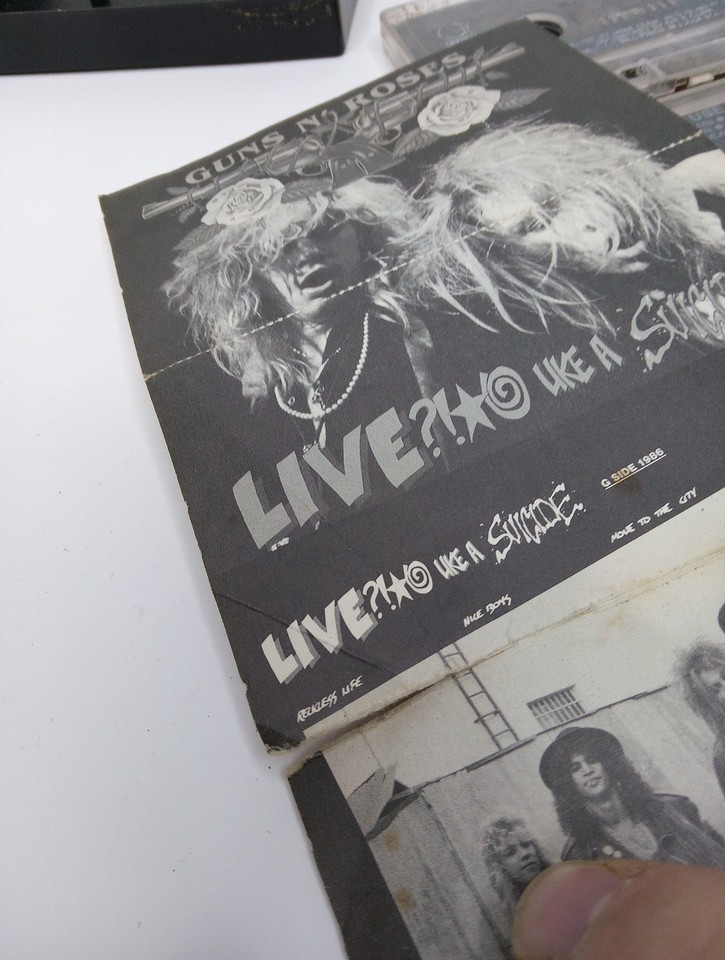 GUNS N' ROSES
LIVE?!★@ LIKE A SUICIDE
G SIDE 1986
LIVE?!★@ LIKE A SUICIDE
MOVE TO THE CITY
NICE BOYS
RECKLESS LIFE